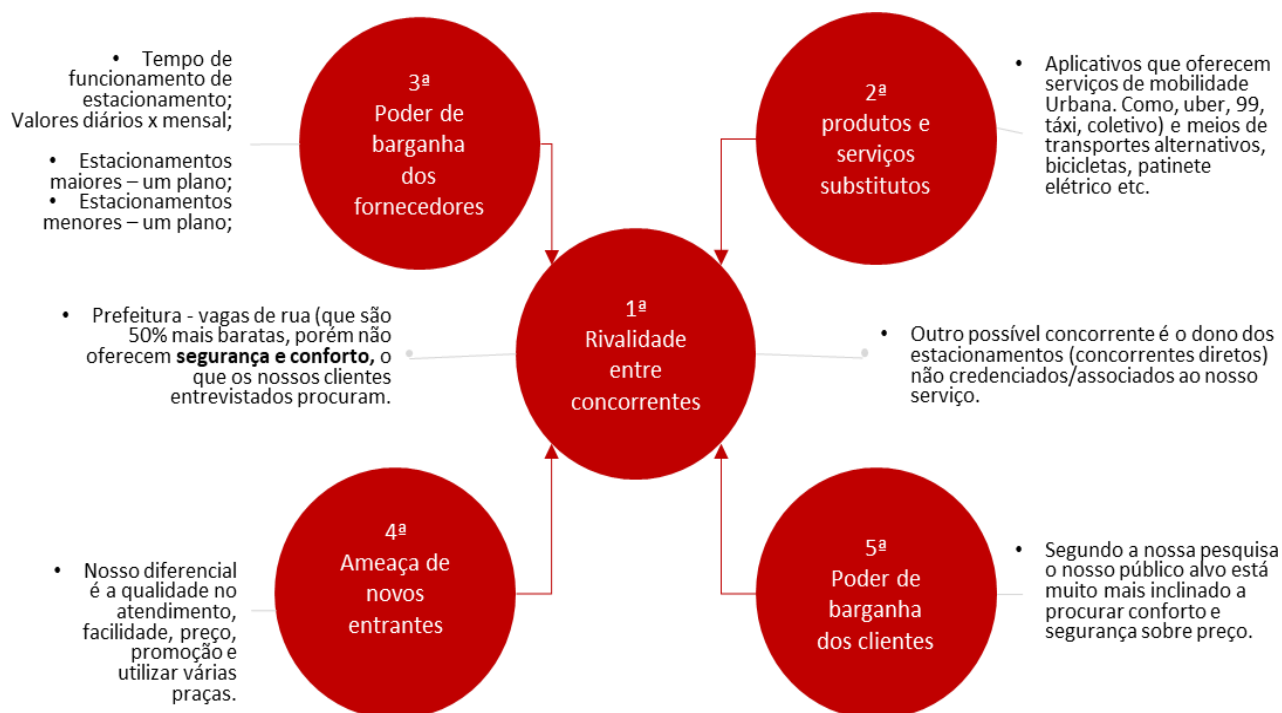 • Tempo de
funcionamento de
estacionamento;
Valores diários x mensal;
• Estacionamentos
maiores – um plano;
• Estacionamentos
menores – um plano;
3ª
Poder de
barganha
dos
fornecedores
2ª
produtos e
serviços
substitutos
• Aplicativos que oferecem
serviços de mobilidade
Urbana. Como, uber, 99,
táxi, coletivo) e meios de
transportes alternativos,
bicicletas, patinete
elétrico etc.
• Prefeitura - vagas de rua (que são
50% mais baratas, porém não
oferecem segurança e conforto, o
que os nossos clientes
entrevistados procuram.
1ª
Rivalidade
entre
concorrentes
• Outro possível concorrente é o dono dos
estacionamentos (concorrentes diretos)
não credenciados/associados ao nosso
serviço.
• Nosso diferencial
é a qualidade no
atendimento,
facilidade, preço,
promoção e
utilizar várias
praças.
4ª
Ameaça de
novos
entrantes
5ª
Poder de
barganha
dos clientes
• Segundo a nossa pesquisa
o nosso público alvo está
muito mais inclinado a
procurar conforto e
segurança sobre preço.